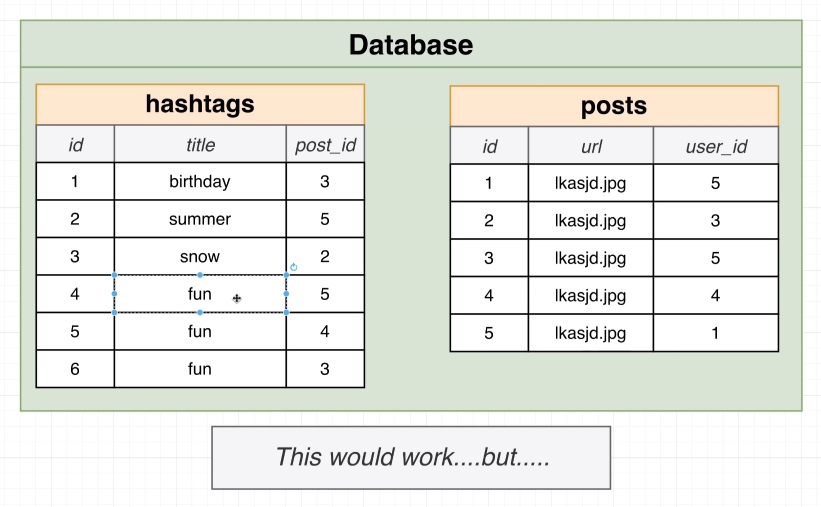 Database
hashtags
id title post_id
1 birthday 3
2 summer 5
3 snow 2
4 fun 5
5 fun 4
6 fun 3
posts
id url user_id
1 lkasjd.jpg 5
2 lkasjd.jpg 3
3 lkasjd.jpg 5
4 lkasjd.jpg 4
5 lkasjd.jpg 1
This would work....but.....